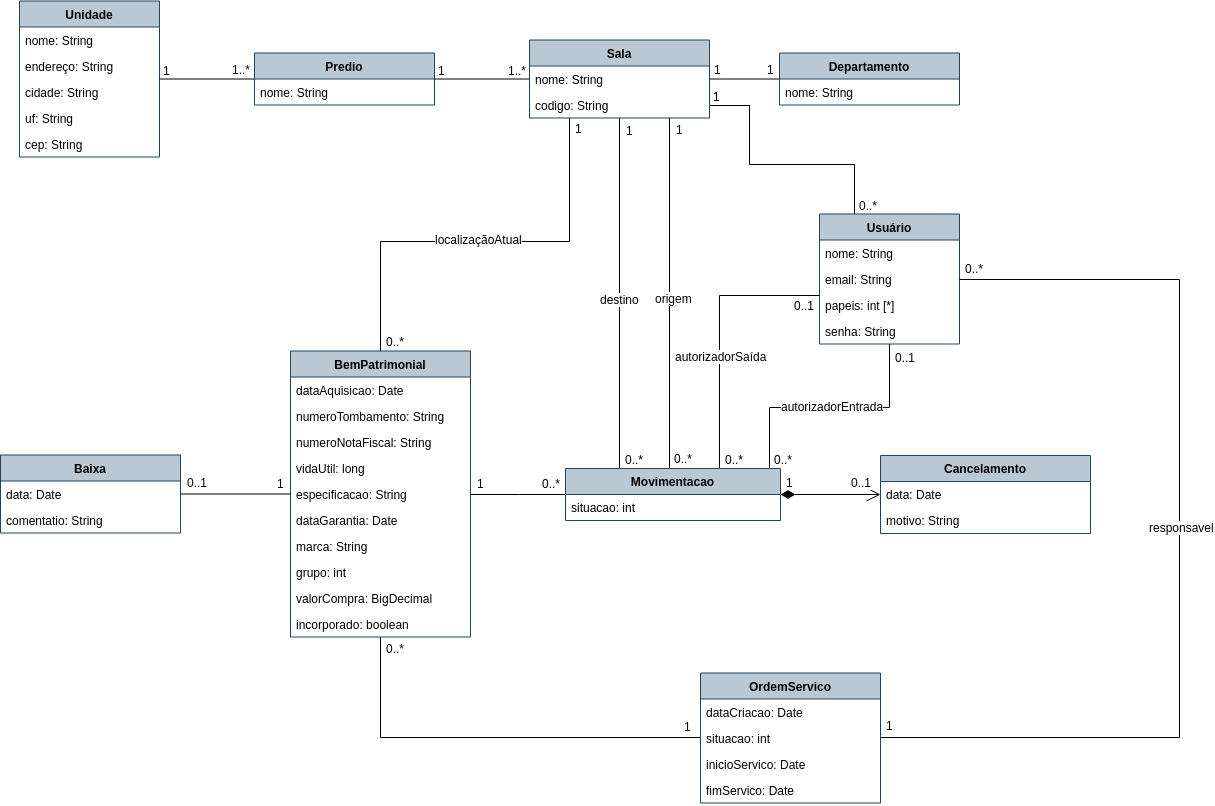 Unidade
nome: String
endereço: String
cidade: String
uf: String
cep: String
1
1..*
Predio
nome: String
1
1..*
Sala
nome: String
codigo: String
1
1
Departamento
nome: String
1
1
1
1
0..*
localizaçãoAtual
destino
origem
Usuário
nome: String
email: String
papeis: int [*]
senha: String
0..*
0..1
0..1
autorizadorSaída
autorizadorEntrada
0..*
BemPatrimonial
dataAquisicao: Date
numeroTombamento: String
numeroNotaFiscal: String
vidaUtil: long
especificacao: String
dataGarantia: Date
marca: String
grupo: int
valorCompra: BigDecimal
incorporado: boolean
Baixa
data: Date
comentatio: String
0..1
1
1
0..*
0..*
0..*
0..*
0..*
Movimentacao
situacao: int
1
0..1
Cancelamento
data: Date
motivo: String
responsavel
0..*
1
OrdemServico
dataCriacao: Date
situacao: int
inicioServico: Date
fimServico: Date
1